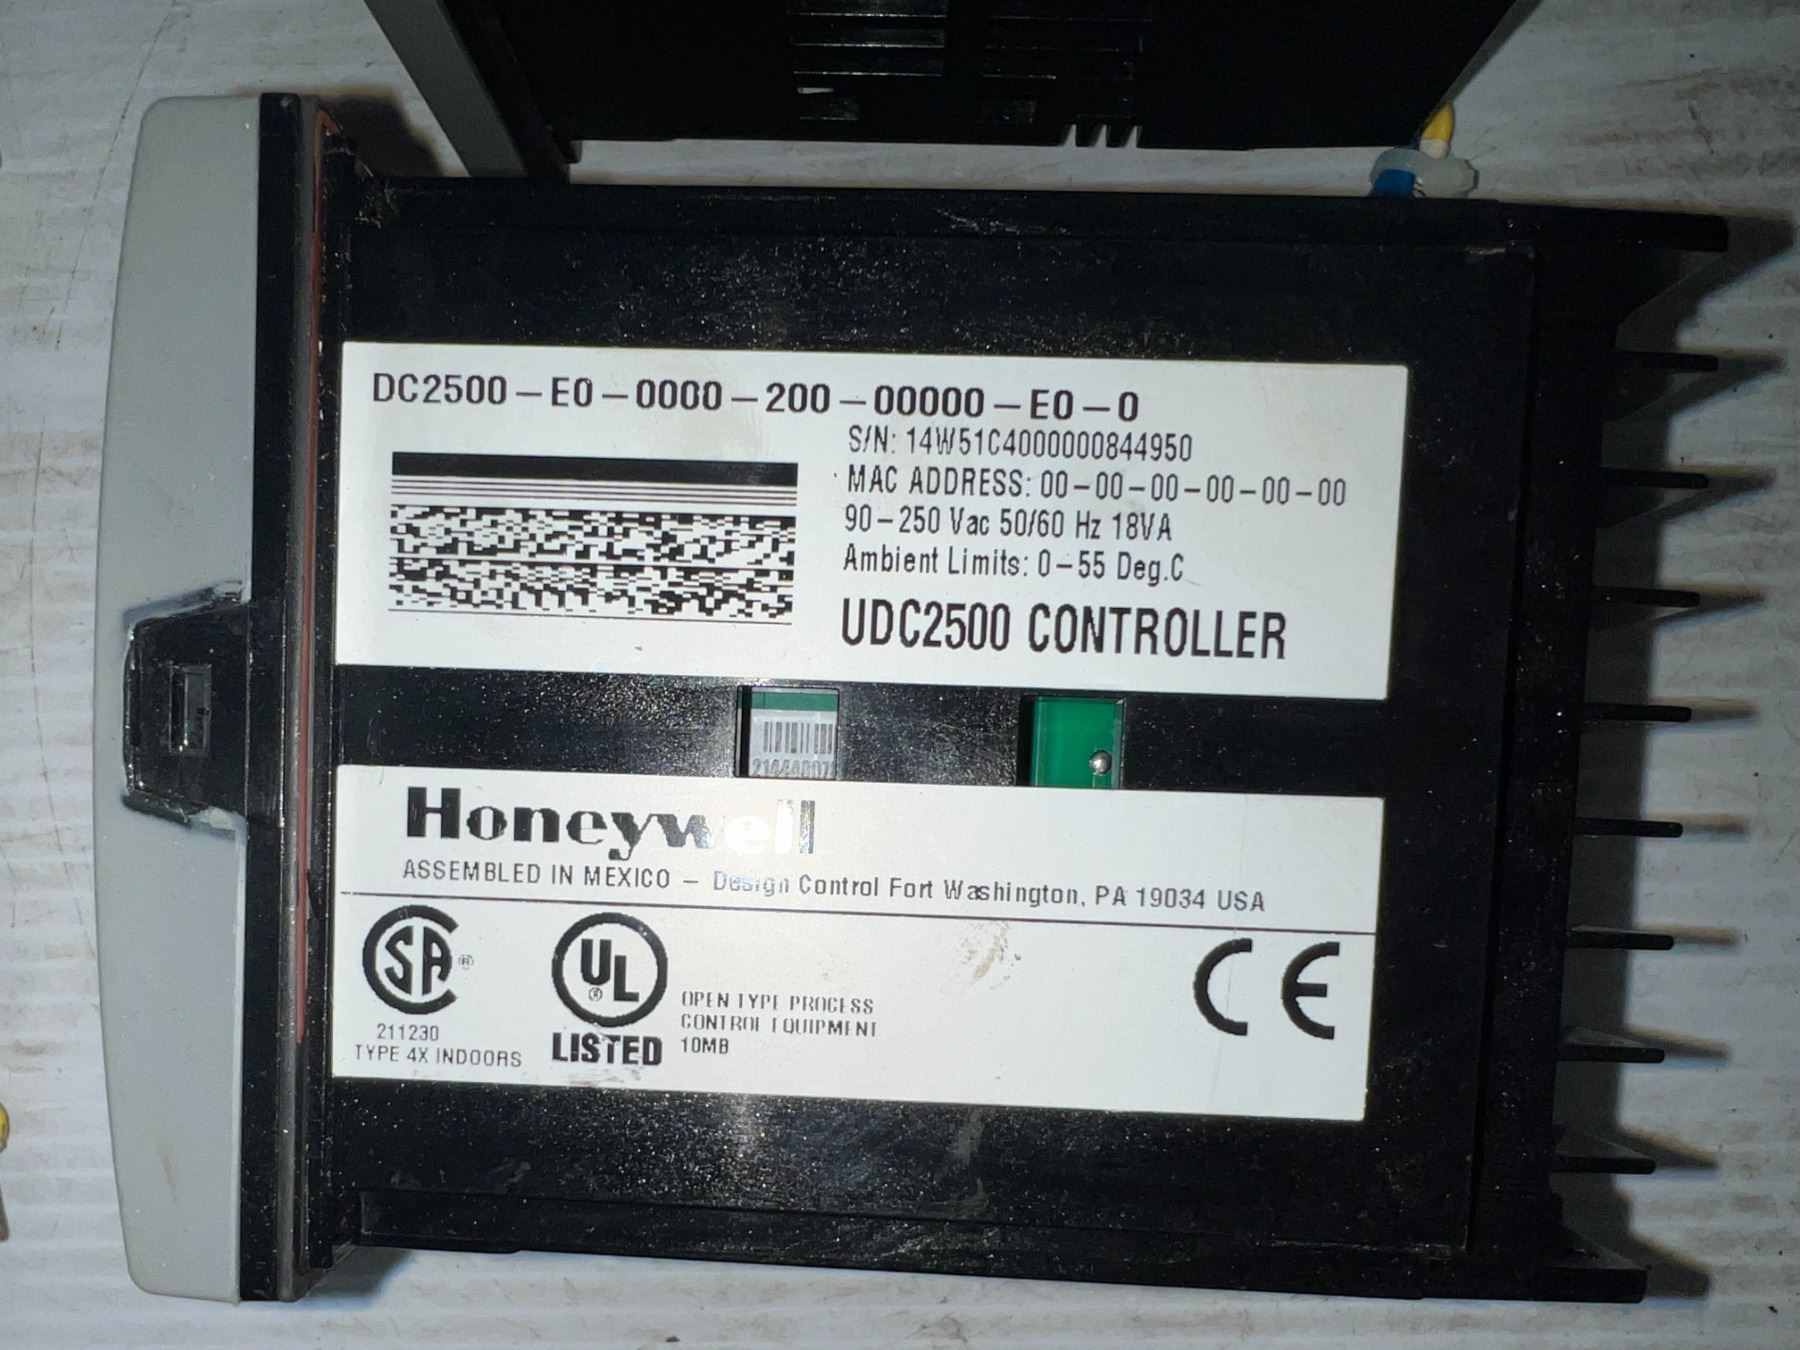 DC2500-E0-0000-200-00000-E0-0
S/N: 14W51C4000000844950
MAC ADDRESS: 00-00-00-00-00-00
90-250 Vac 50/60 Hz 18VA
Ambient Limits: 0-55 Deg.C
UDC2500 CONTROLLER
Honeywell
ASSEMBLED IN MEXICO - Design Control Fort Washington, PA 19034 USA
SA ®
211230
TYPE 4X INDOORS
UL ®
LISTED
OPEN TYPE PROCESS
CONTROL EQUIPMENT
10MB
CE